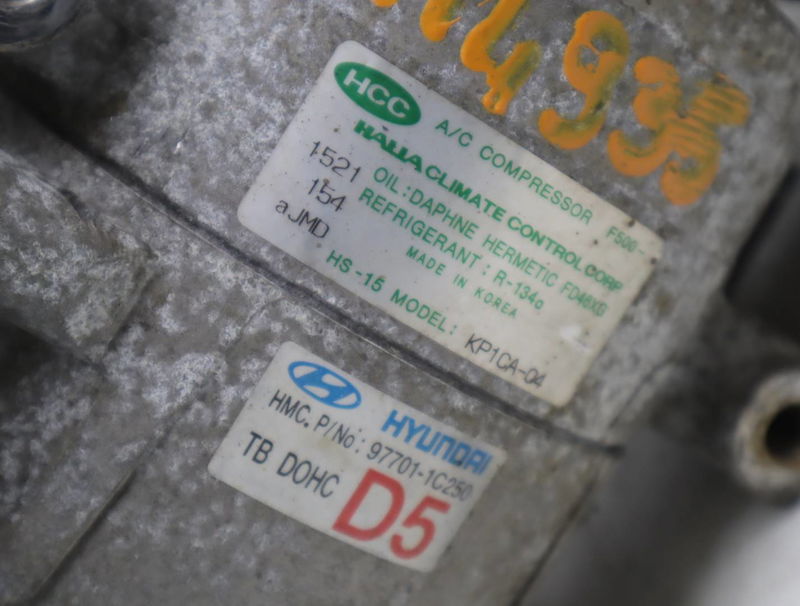 4935
HCC A/C COMPRESSOR F500-
HALLA CLIMATE CONTROL CORP
1521 OIL:DAPHNE HERMETIC FD46XG
154 REFRIGERANT: R-134a
aJMD MADE IN KOREA
HS-15 MODEL: KP1CA-04
HYUNDAI
HMC. P/No: 97701-1C250
TB DOHC D5